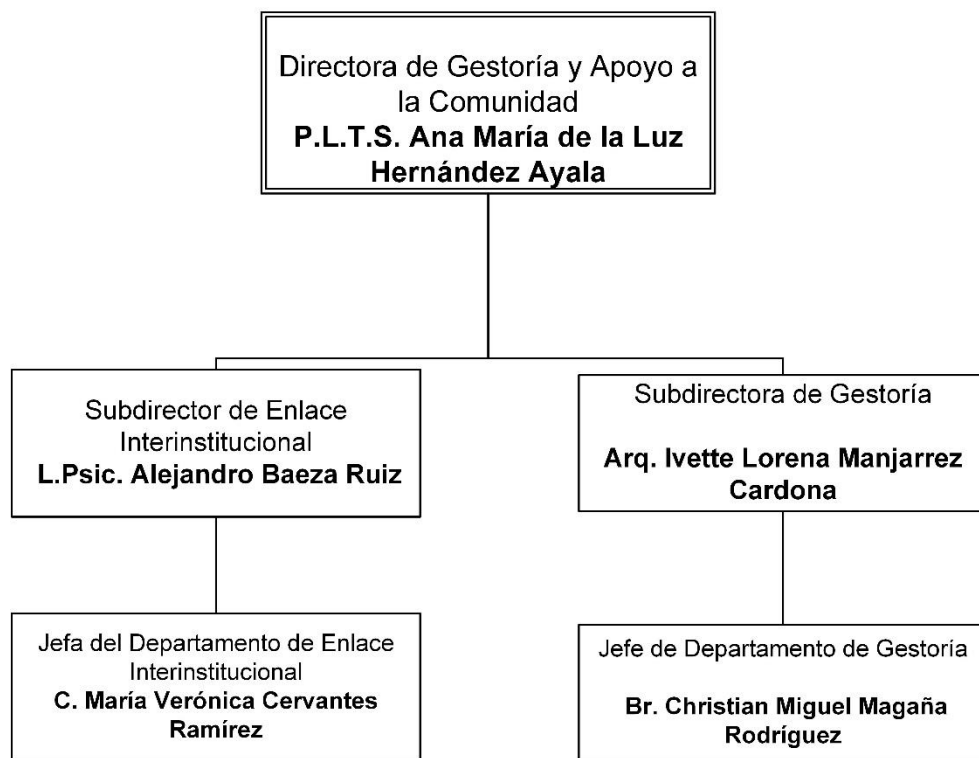 Directora de Gestoría y Apoyo a
la Comunidad
P.L.T.S. Ana María de la Luz
Hernández Ayala
Subdirector de Enlace
Interinstitucional
L.Psic. Alejandro Baeza Ruiz
Subdirectora de Gestoría
Arq. Ivette Lorena Manjarrez
Cardona
Jefa del Departamento de Enlace
Interinstitucional
C. María Verónica Cervantes
Ramírez
Jefe de Departamento de Gestoría
Br. Christian Miguel Magaña
Rodríguez